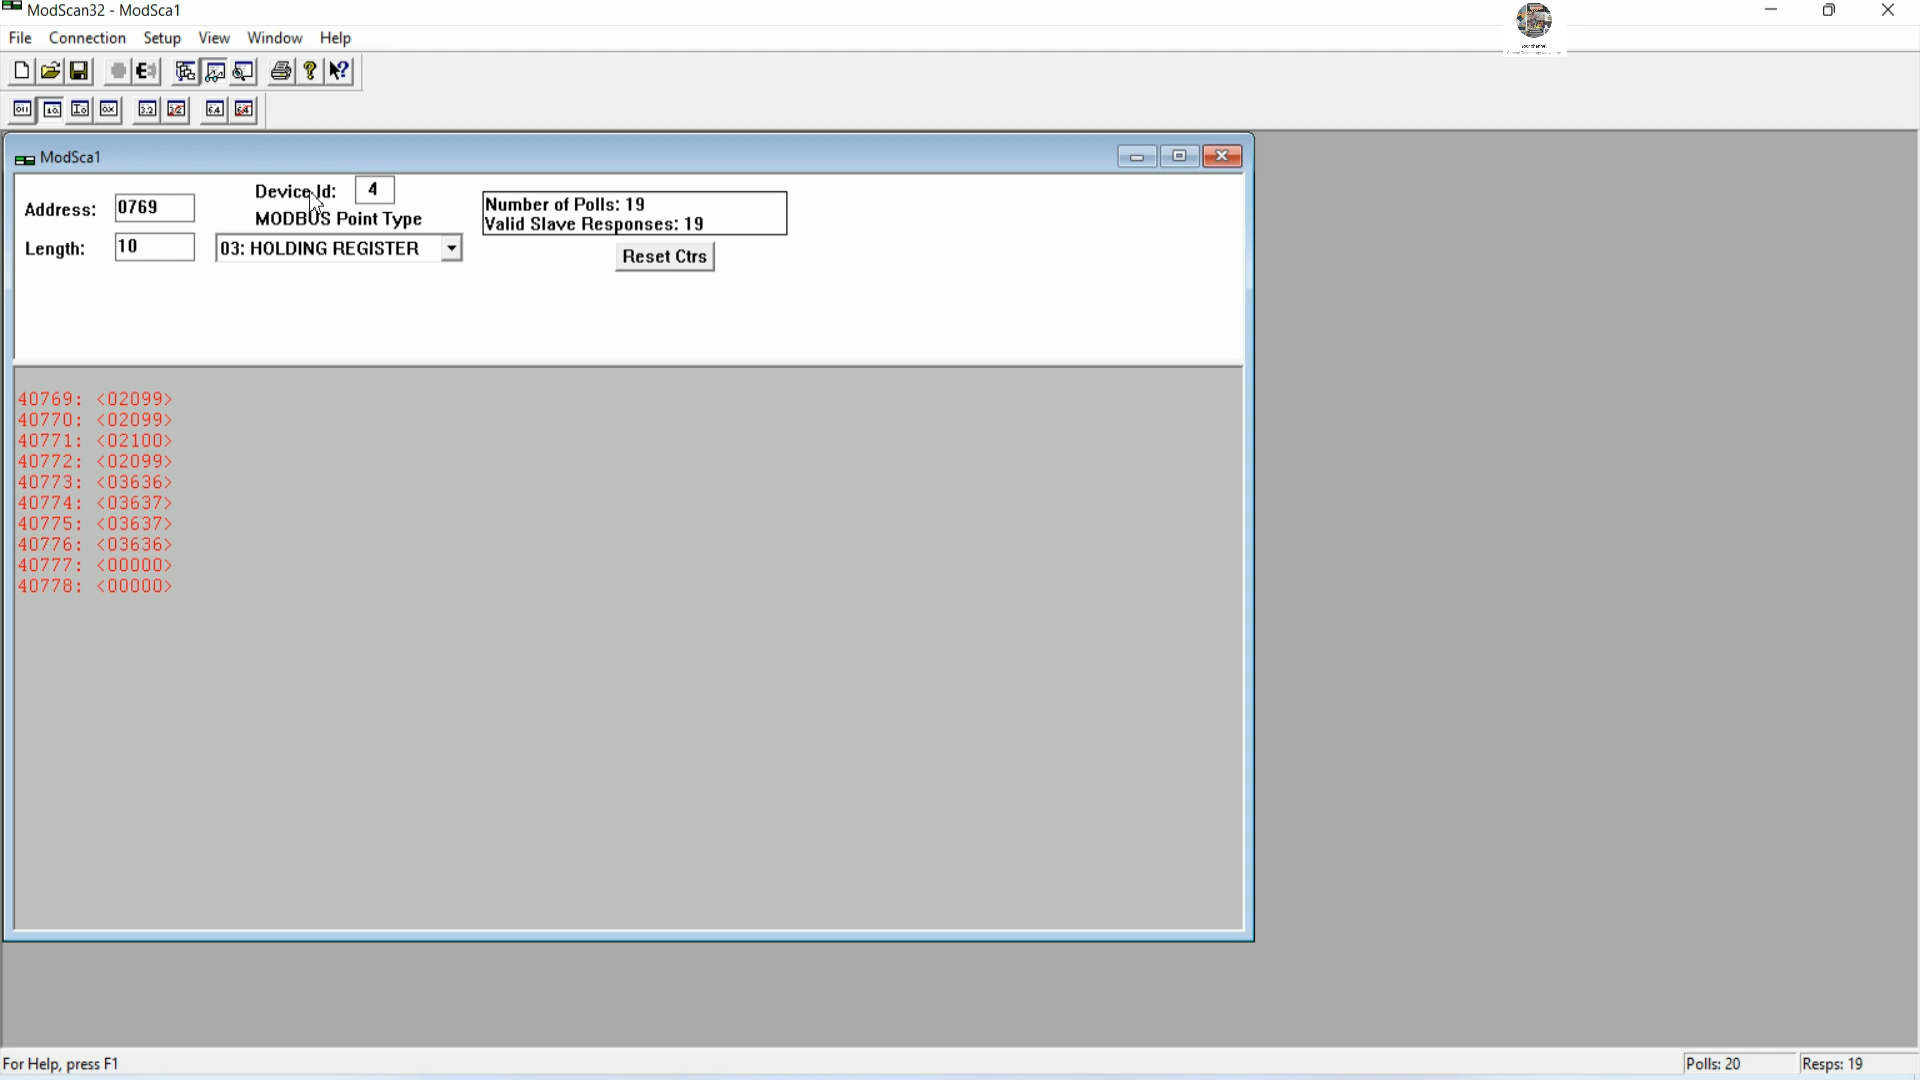 ModScan32 - ModSca1
File Connection Setup View Window Help
ModSca1
Address: 0769
Device Id: 4
MODBUS Point Type
Length: 10
03: HOLDING REGISTER
Number of Polls: 19
Valid Slave Responses: 19
Reset Ctrs
40769: <02099>
40770: <02099>
40771: <02100>
40772: <02099>
40773: <03636>
40774: <03637>
40775: <03637>
40776: <03636>
40777: <00000>
40778: <00000>
For Help, press F1
Polls: 20
Resps: 19